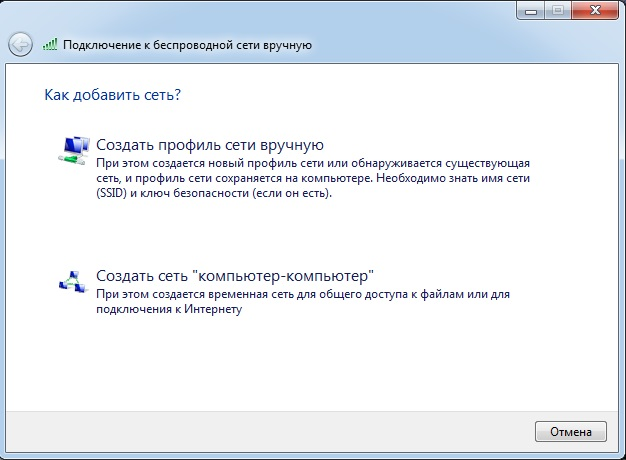 Подключение к беспроводной сети вручную
Как добавить сеть?
Создать профиль сети вручную
При этом создается новый профиль сети или обнаруживается существующая
сеть, и профиль сети сохраняется на компьютере. Необходимо знать имя сети
(SSID) и ключ безопасности (если он есть).
Создать сеть "компьютер-компьютер"
При этом создается временная сеть для общего доступа к файлам или для
подключения к Интернету
Отмена